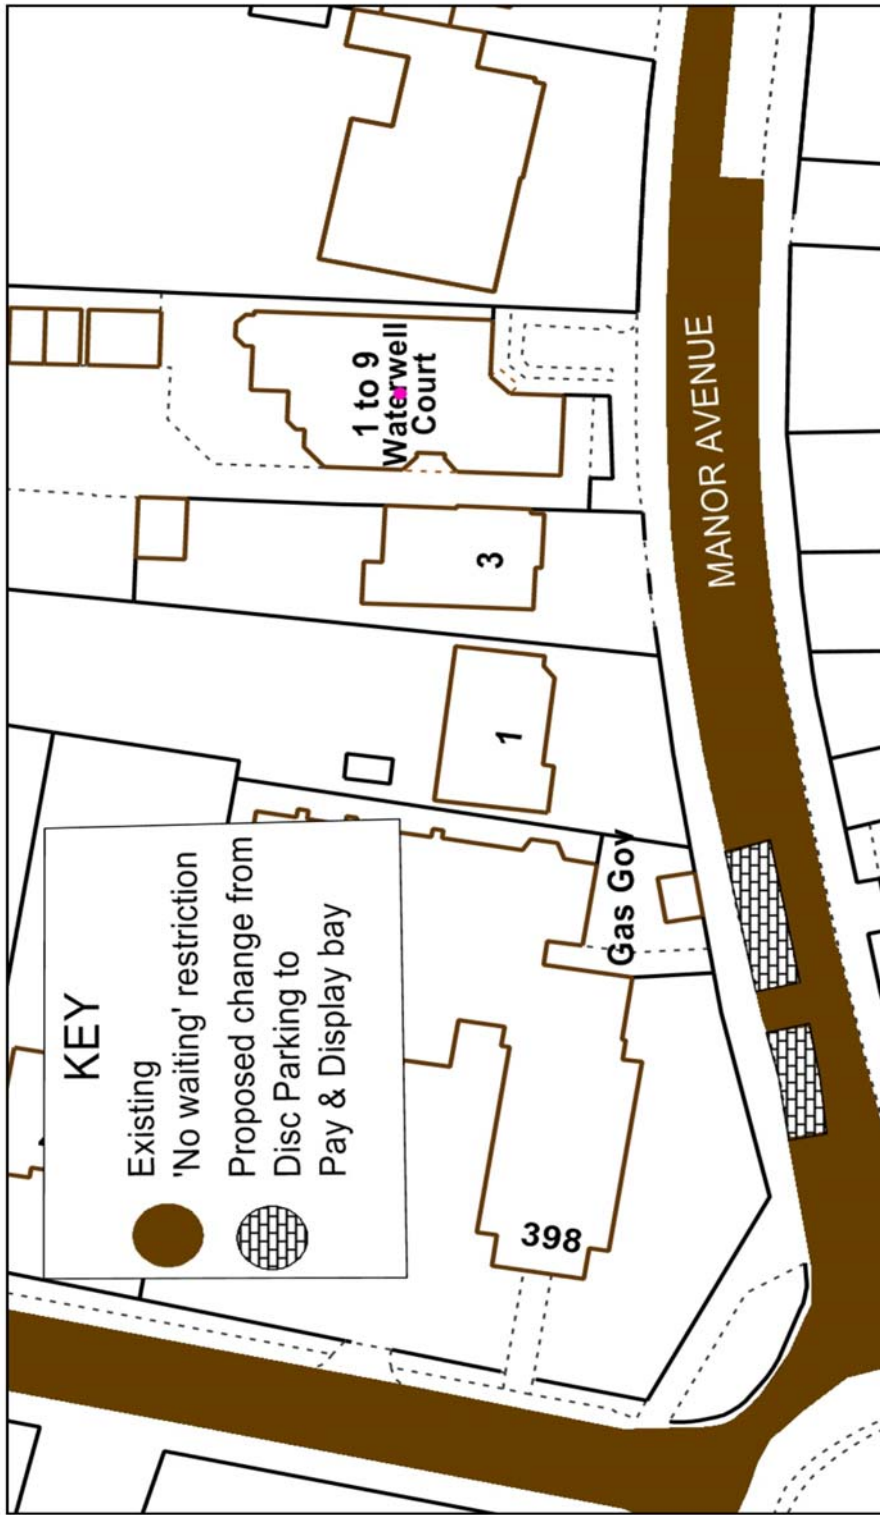 KEY
Existing
'No waiting' restriction
Proposed change from
Disc Parking to
Pay & Display bay
398
Gas Gov
1
3
1 to 9
Waterwell
Court
MANOR AVENUE